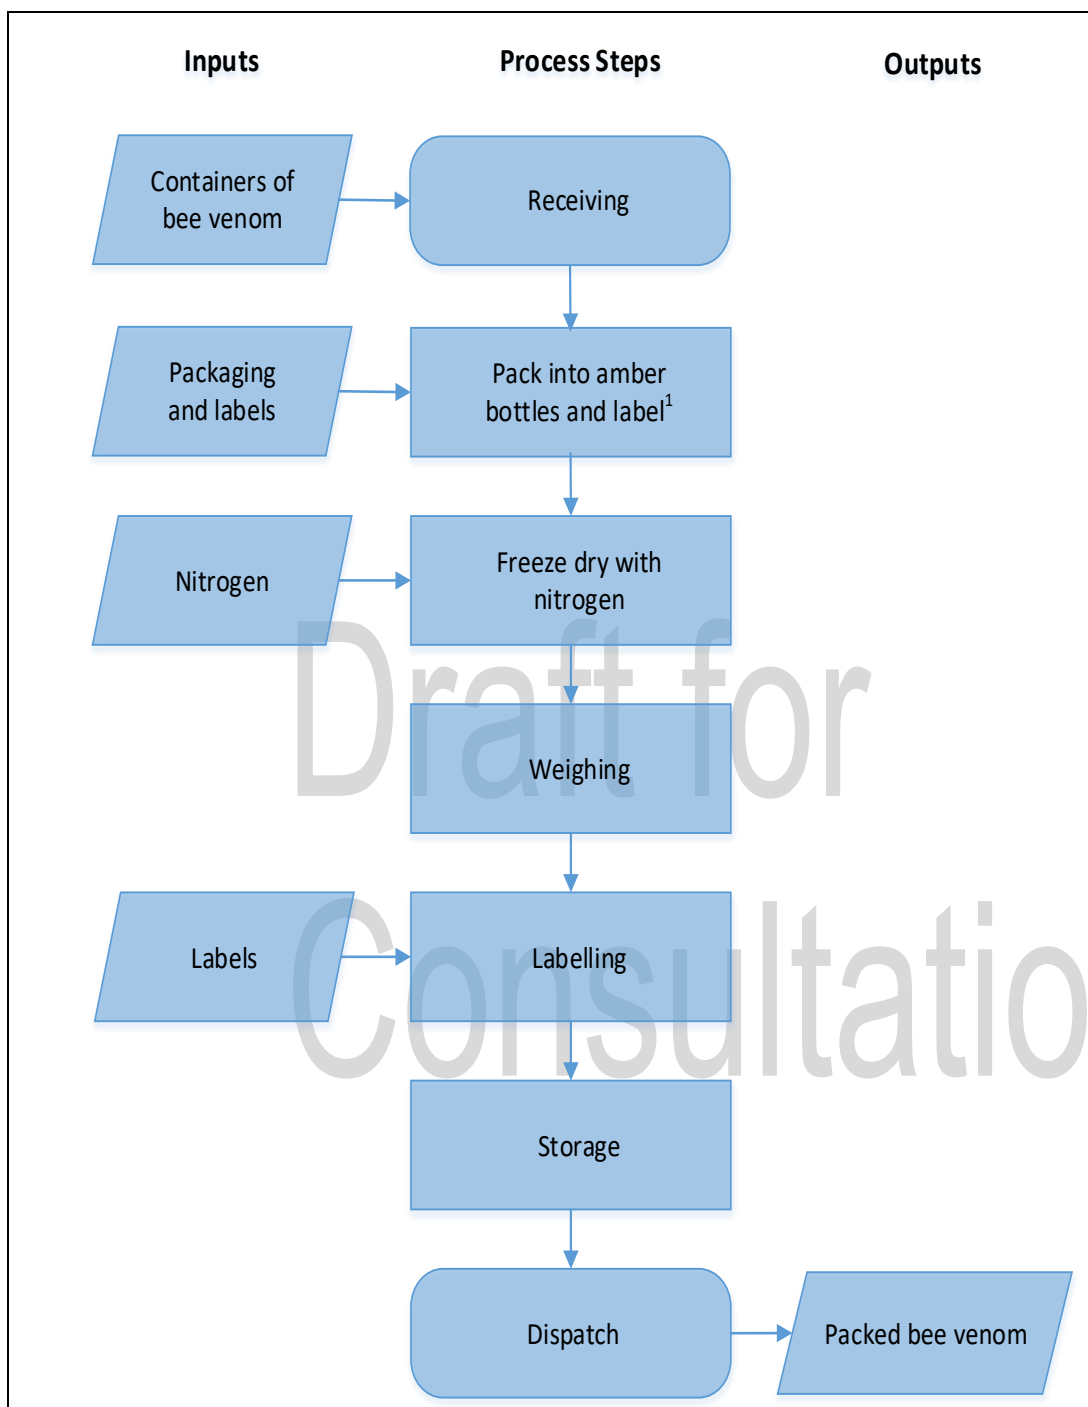 Inputs
Process Steps
Outputs
Containers of
bee venom
Receiving
Packaging
and labels
Pack into amber
bottles and label¹
Nitrogen
Freeze dry with
nitrogen
Draft for
Weighing
Labels
Labelling
Consultatio
Storage
Dispatch
Packed bee venom